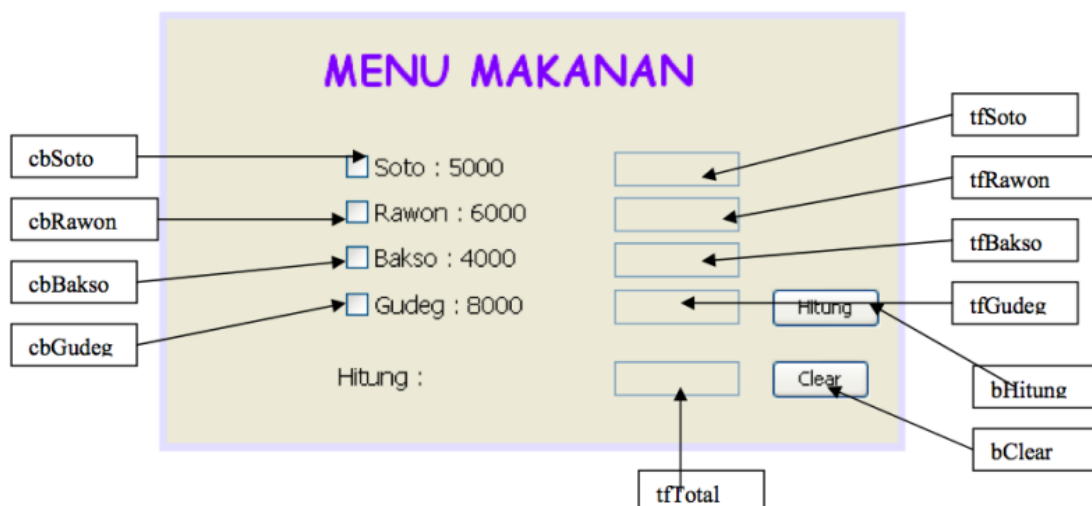 MENU MAKANAN
tfSoto
cbSoto
Soto : 5000
tfRawon
cbRawon
Rawon : 6000
tfBakso
cbBakso
Bakso : 4000
tfGudeg
cbGudeg
Gudeg : 8000
Hitung
Hitung :
Clear
bHitung
bClear
tfTotal